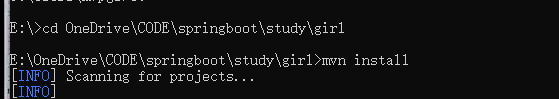 E:\>cd OneDrive\CODE\springboot\study\girl
E:\OneDrive\CODE\springboot\study\girl>mvn install
[INFO] Scanning for projects...
[INFO]